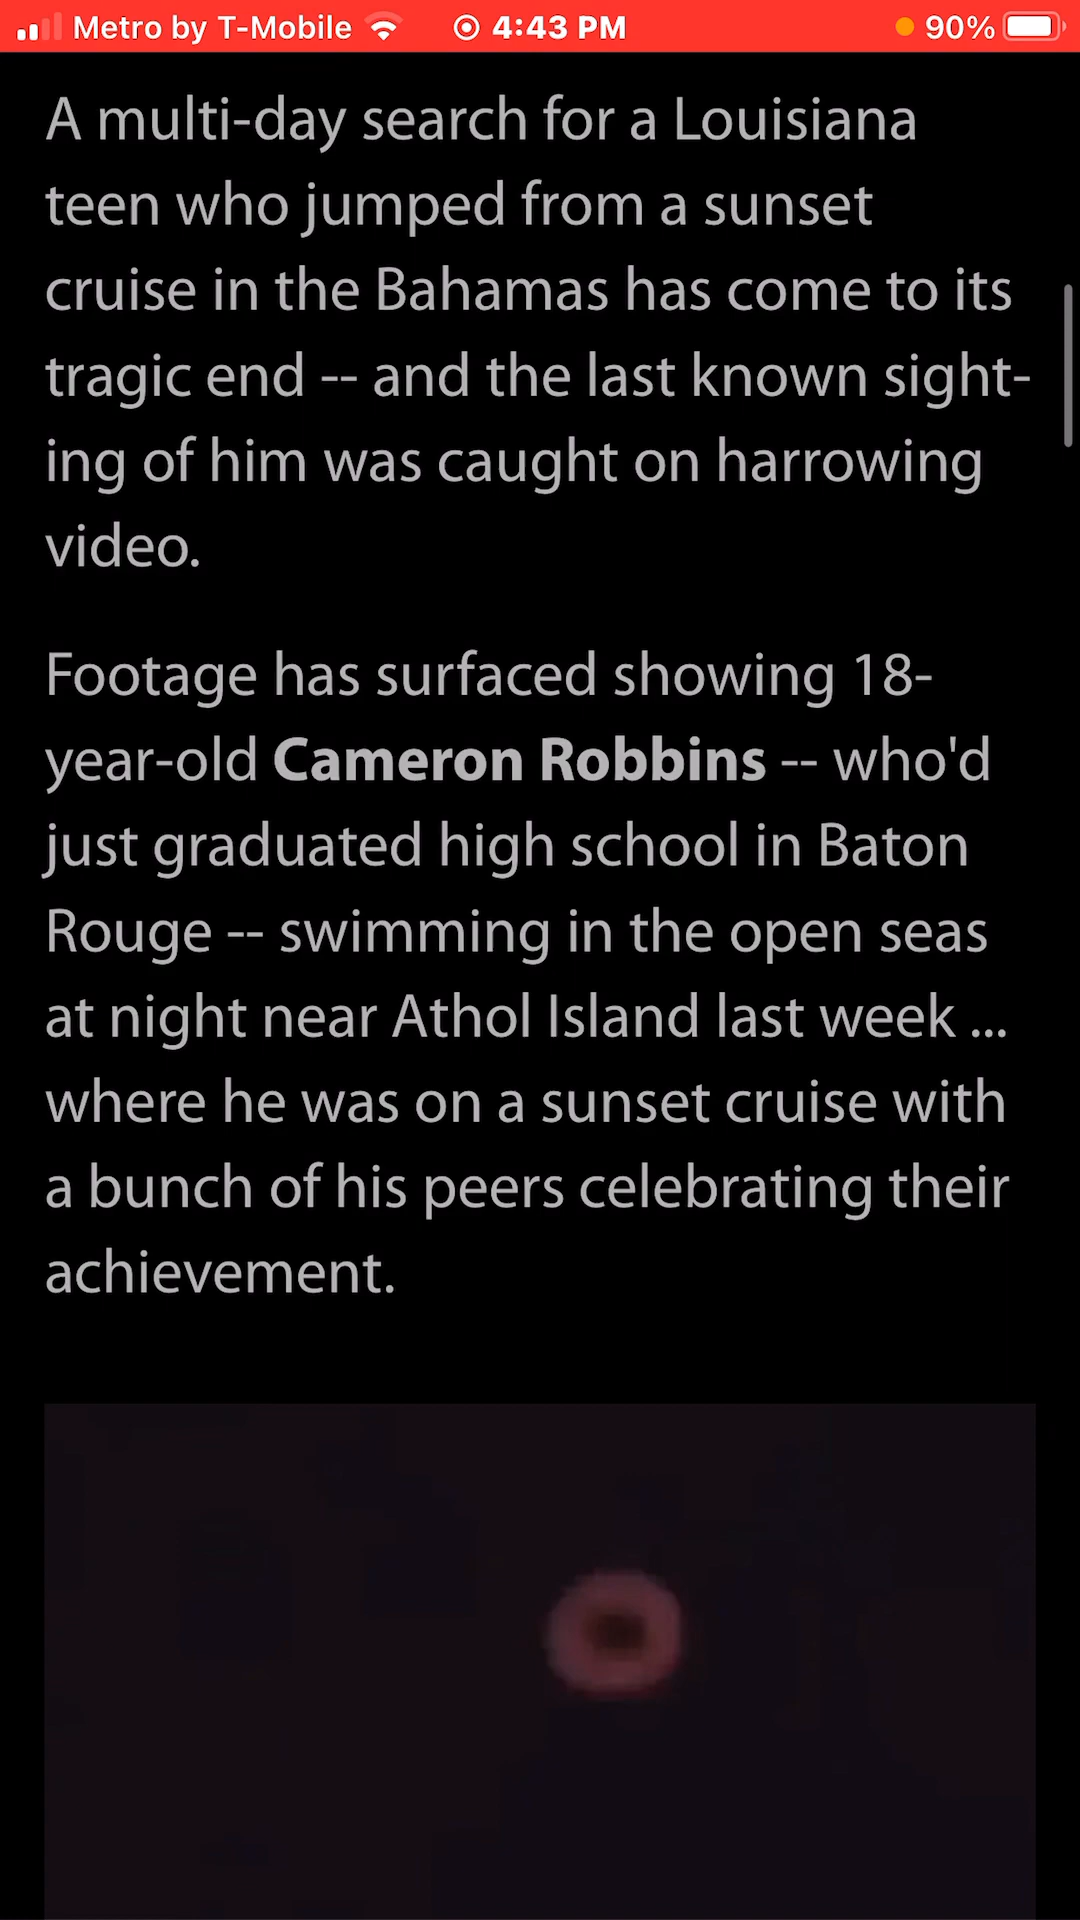 Metro by T-Mobile 4:43 PM 90%
A multi-day search for a Louisiana
teen who jumped from a sunset
cruise in the Bahamas has come to its
tragic end -- and the last known sight-
ing of him was caught on harrowing
video.
Footage has surfaced showing 18-
year-old Cameron Robbins -- who'd
just graduated high school in Baton
Rouge -- swimming in the open seas
at night near Athol Island last week ...
where he was on a sunset cruise with
a bunch of his peers celebrating their
achievement.